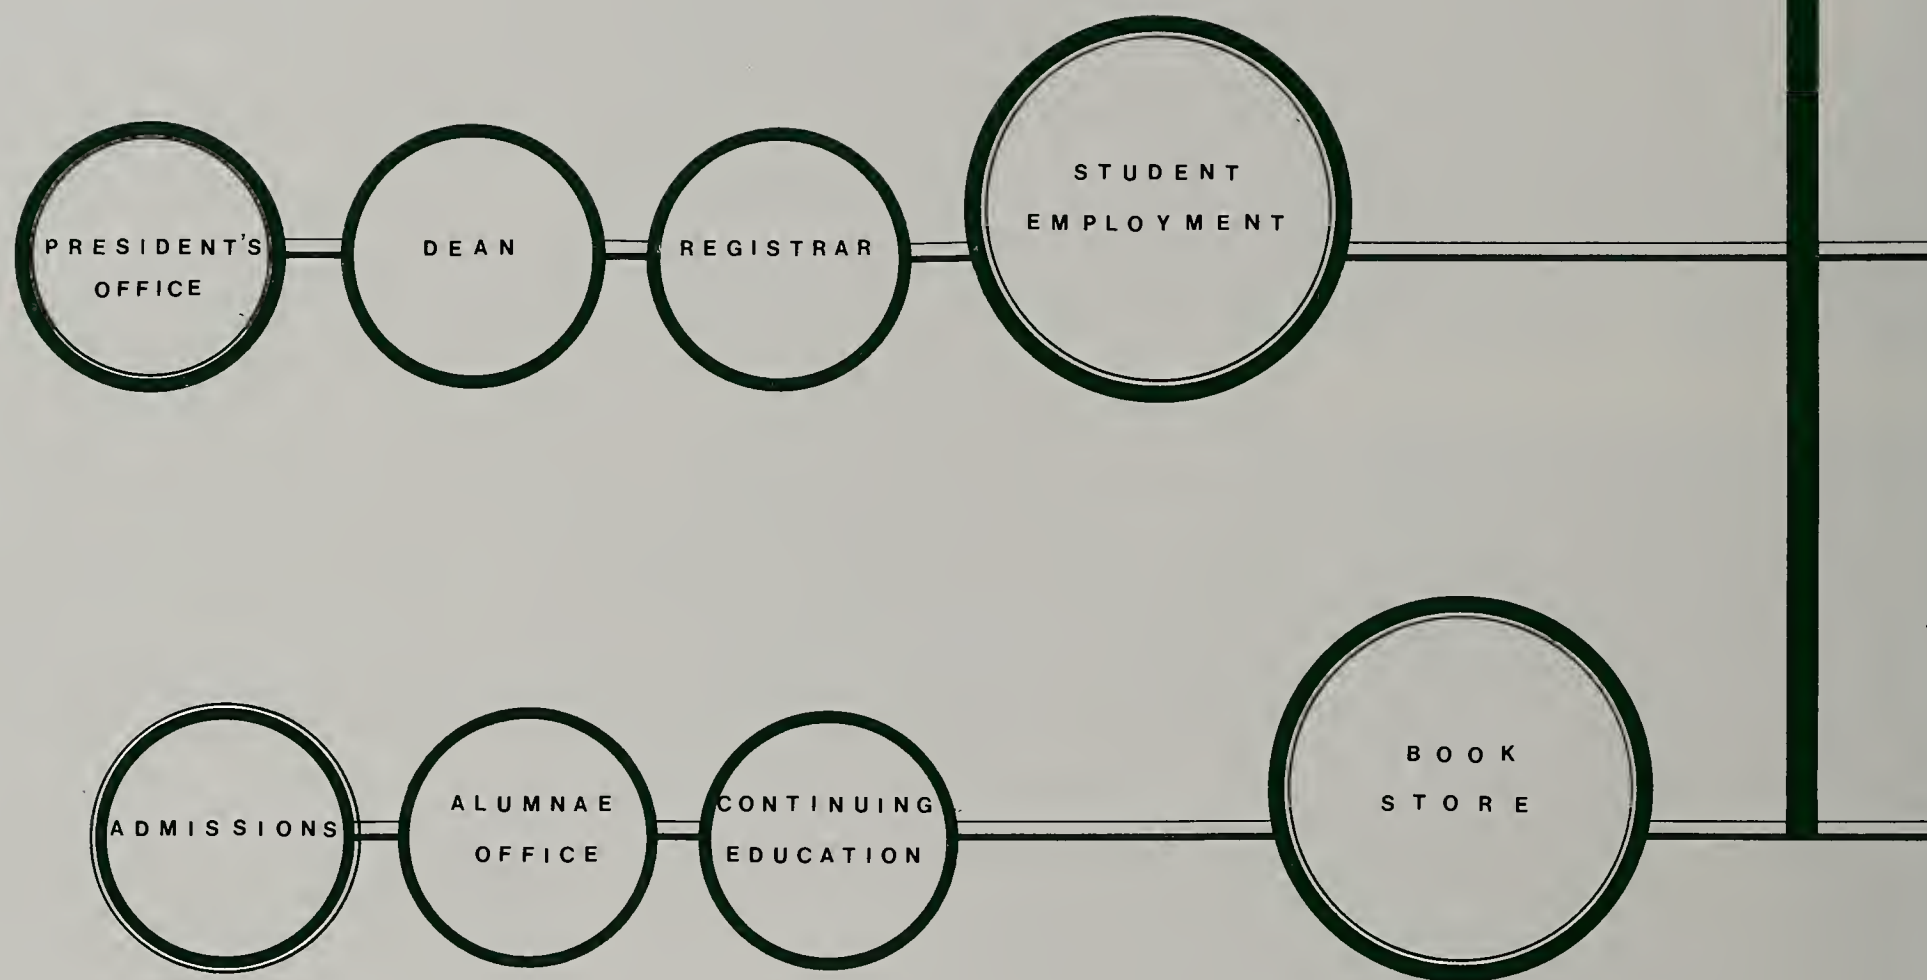 PRESIDENT'S
OFFICE
DEAN
REGISTRAR
STUDENT
EMPLOYMENT
ADMISSIONS
ALUMNAE
OFFICE
CONTINUING
EDUCATION
BOOK
STORE